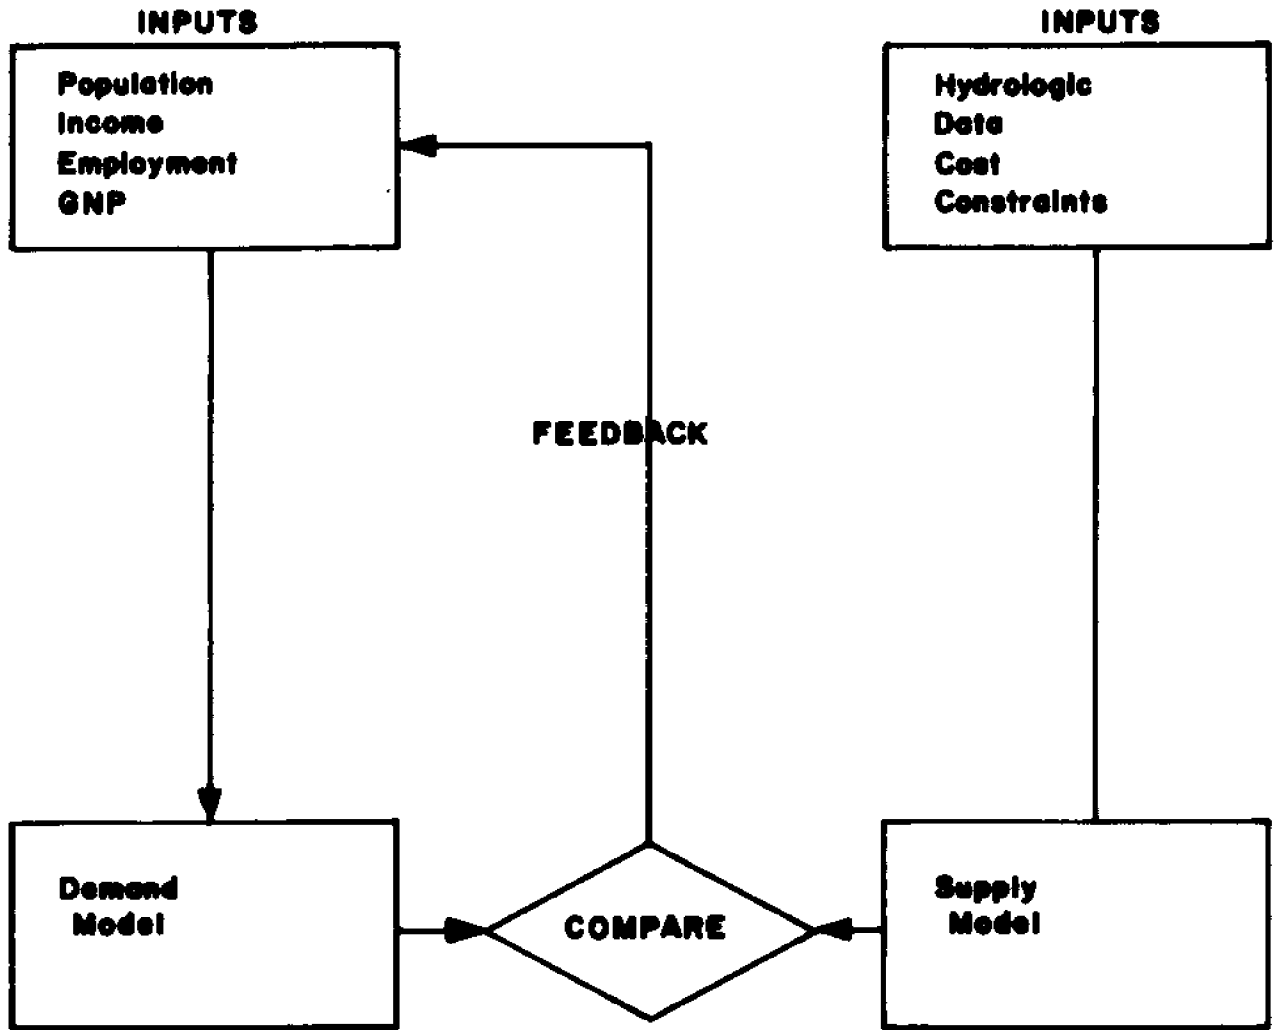 INPUTS
Population
Income
Employment
GNP
INPUTS
Hydrologic
Data
Cost
Constraints
FEEDBACK
Demand
Model
COMPARE
Supply
Model